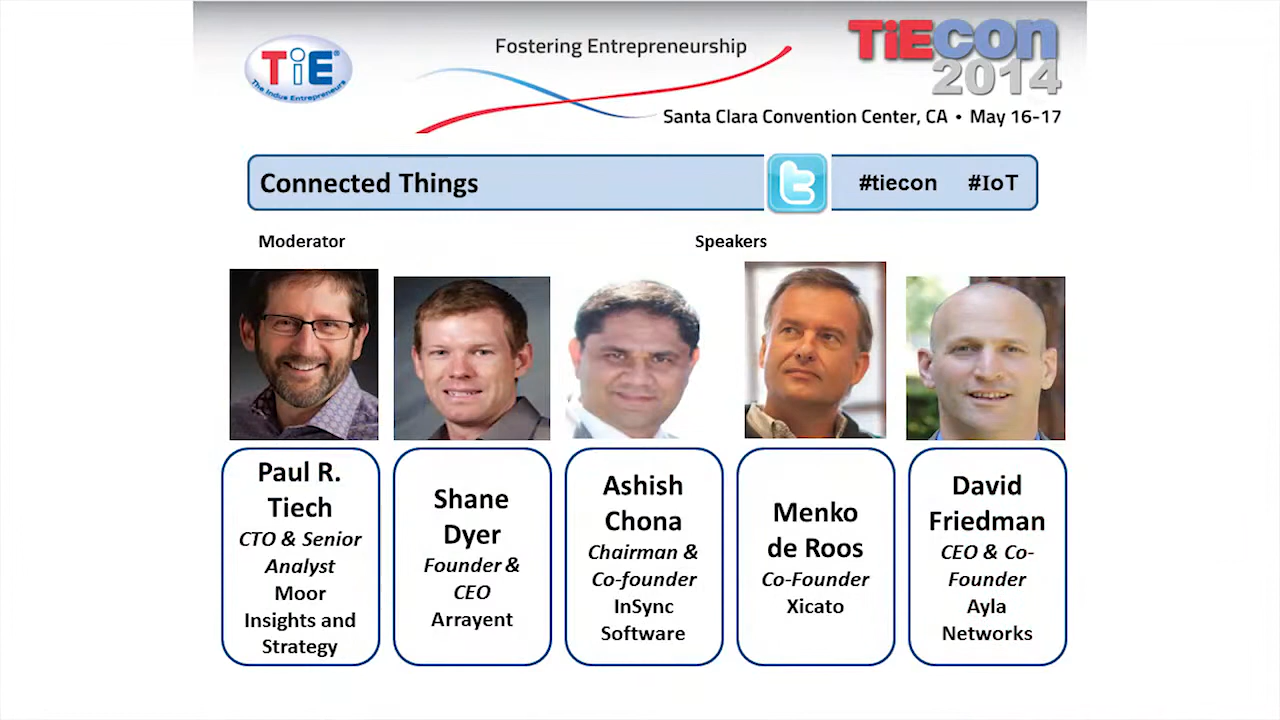 TiE®
The Indus Entrepreneurs
Fostering Entrepreneurship
TiEcon
2014
Santa Clara Convention Center, CA • May 16-17
Connected Things
#tiecon #IoT
Moderator
Speakers
Paul R.
Tiech
CTO & Senior
Analyst
Moor
Insights and
Strategy
Shane
Dyer
Founder &
CEO
Arrayent
Ashish
Chona
Chairman &
Co-founder
InSync
Software
Menko
de Roos
Co-Founder
Xicato
David
Friedman
CEO & Co-
Founder
Ayla
Networks